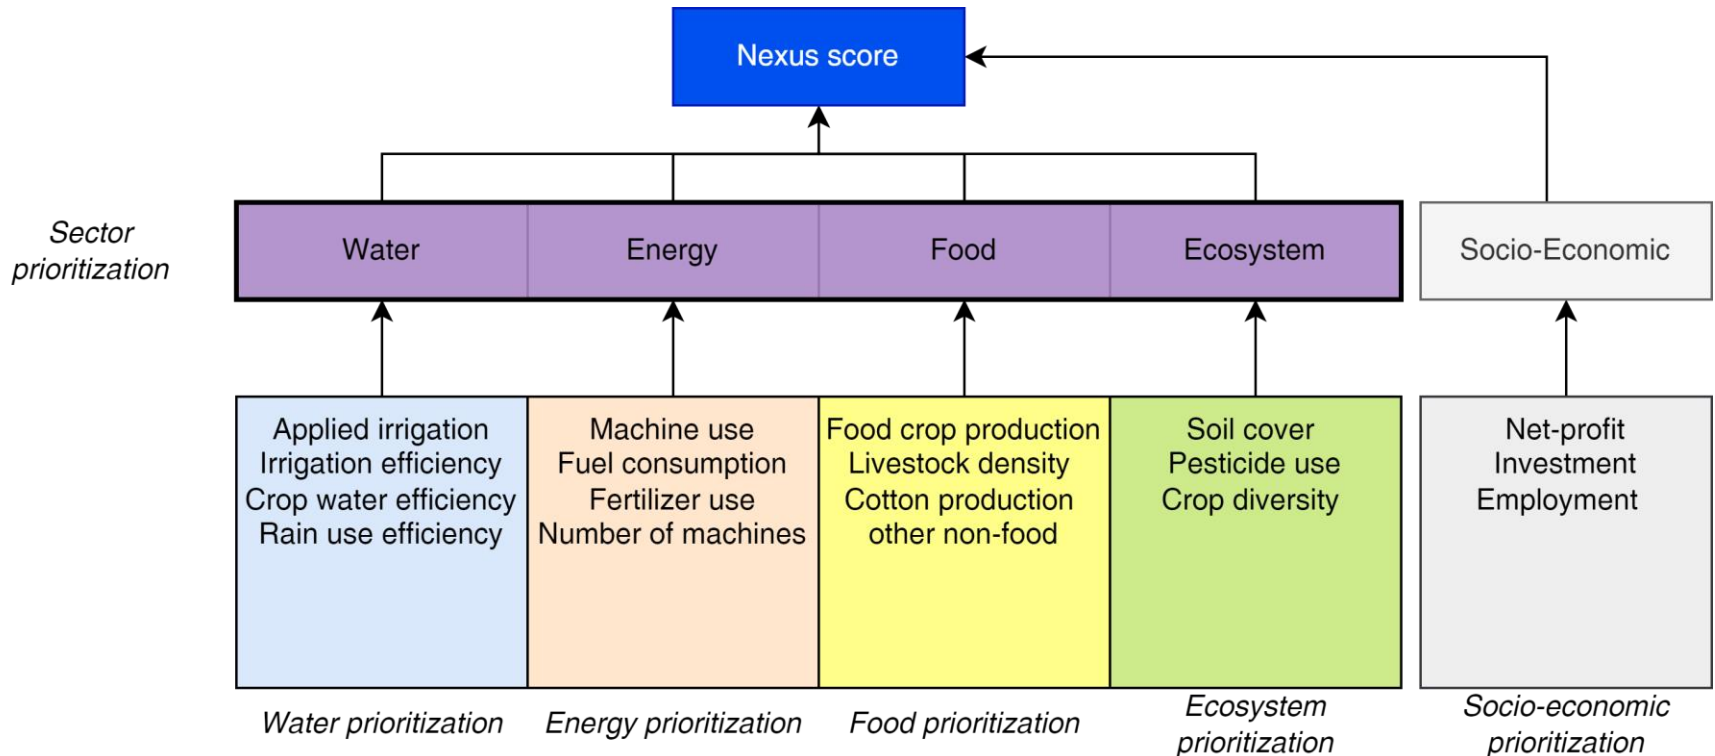 Nexus score
Sector
prioritization
Water
Energy
Food
Ecosystem
Socio-Economic
Applied irrigation
Irrigation efficiency
Crop water efficiency
Rain use efficiency
Machine use
Fuel consumption
Fertilizer use
Number of machines
Food crop production
Livestock density
Cotton production
other non-food
Soil cover
Pesticide use
Crop diversity
Net-profit
Investment
Employment
Water prioritization
Energy prioritization
Food prioritization
Ecosystem
prioritization
Socio-economic
prioritization